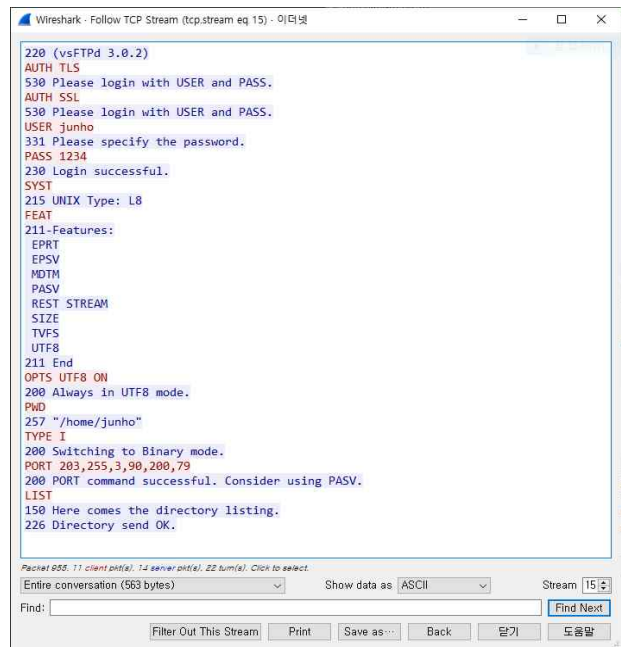 Wireshark · Follow TCP Stream (tcp.stream eq 15) · 이더넷
220 (vsFTPd 3.0.2)
AUTH TLS
530 Please login with USER and PASS.
AUTH SSL
530 Please login with USER and PASS.
USER junho
331 Please specify the password.
PASS 1234
230 Login successful.
SYST
215 UNIX Type: L8
FEAT
211-Features:
EPRT
EPSV
MDTM
PASV
REST STREAM
SIZE
TVFS
UTF8
211 End
OPTS UTF8 ON
200 Always in UTF8 mode.
PWD
257 "/home/junho"
TYPE I
200 Switching to Binary mode.
PORT 203,255,3,90,200,79
200 PORT command successful. Consider using PASV.
LIST
150 Here comes the directory listing.
226 Directory send OK.
Packet 955. 11 client pkt(s), 14 server pkt(s), 22 turn(s). Click to select.
Entire conversation (563 bytes) Show data as ASCII Stream 15
Find: Find Next
Filter Out This Stream Print Save as… Back 닫기 도움말